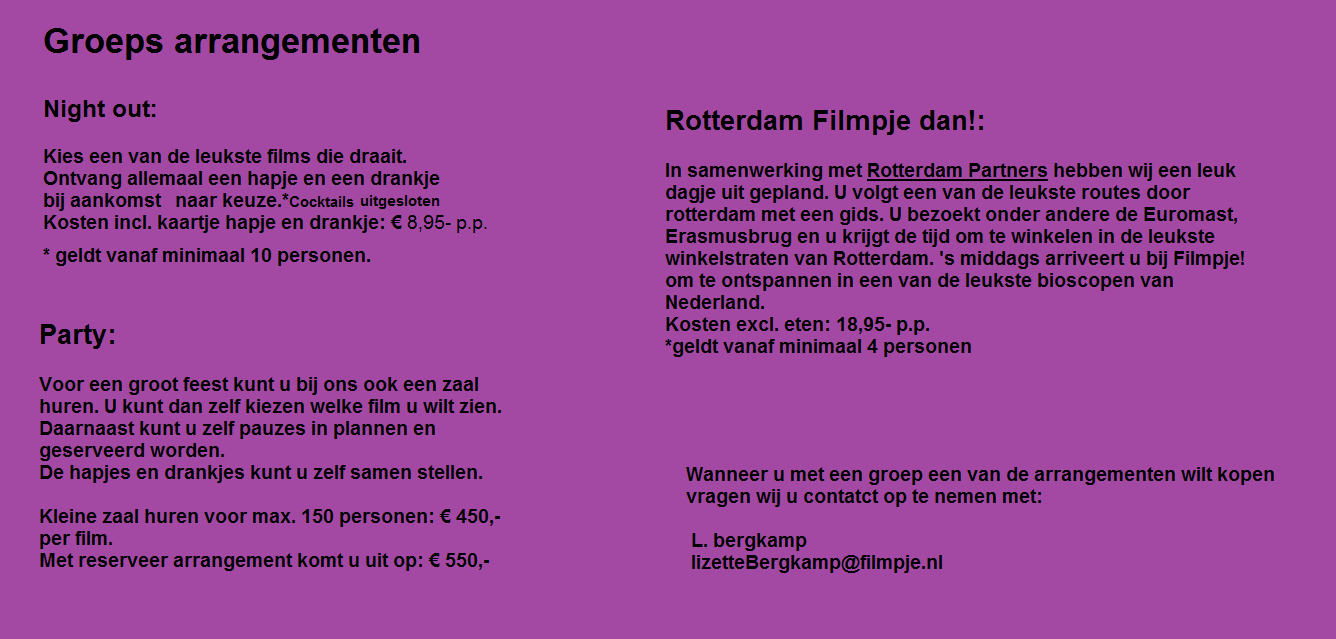 Groeps arrangementen
Night out:
Kies een van de leukste films die draait.
Ontvang allemaal een hapje en een drankje
bij aankomst naar keuze.*Cocktails uitgesloten
Kosten incl. kaartje hapje en drankje: € 8,95- p.p.
* geldt vanaf minimaal 10 personen.
Party:
Voor een groot feest kunt u bij ons ook een zaal
huren. U kunt dan zelf kiezen welke film u wilt zien.
Daarnaast kunt u zelf pauzes in plannen en
geserveerd worden.
De hapjes en drankjes kunt u zelf samen stellen.
Kleine zaal huren voor max. 150 personen: € 450,-
per film.
Met reserveer arrangement komt u uit op: € 550,-
Rotterdam Filmpje dan!:
In samenwerking met Rotterdam Partners hebben wij een leuk
dagje uit gepland. U volgt een van de leukste routes door
rotterdam met een gids. U bezoekt onder andere de Euromast,
Erasmusbrug en u krijgt de tijd om te winkelen in de leukste
winkelstraten van Rotterdam. 's middags arriveert u bij Filmpje!
om te ontspannen in een van de leukste bioscopen van
Nederland.
Kosten excl. eten: 18,95- p.p.
*geldt vanaf minimaal 4 personen
Wanneer u met een groep een van de arrangementen wilt kopen
vragen wij u contatct op te nemen met:
L. bergkamp
lizetteBergkamp@filmpje.nl